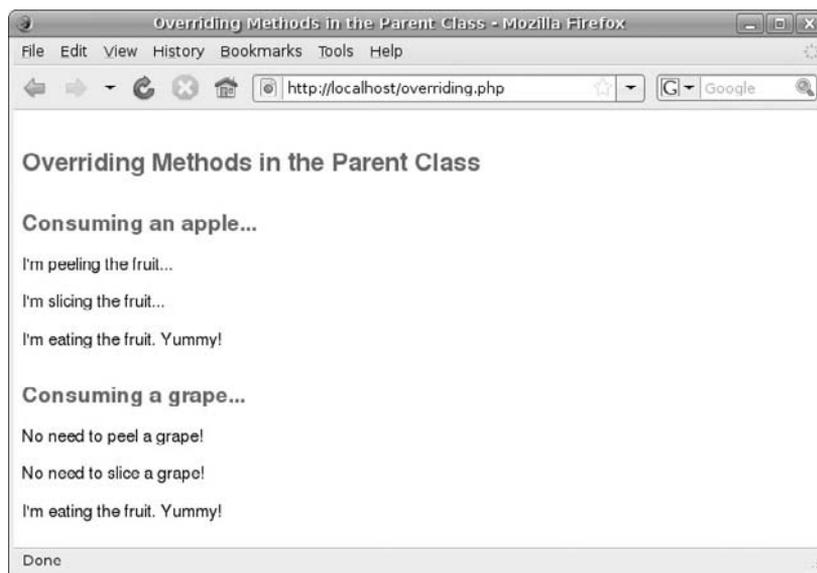 Overriding Methods in the Parent Class - Mozilla Firefox
File Edit View History Bookmarks Tools Help
http://localhost/overriding.php
G Google
Overriding Methods in the Parent Class
Consuming an apple...
I'm peeling the fruit...
I'm slicing the fruit...
I'm eating the fruit. Yummy!
Consuming a grape...
No need to peel a grape!
No need to slice a grape!
I'm eating the fruit. Yummy!
Done